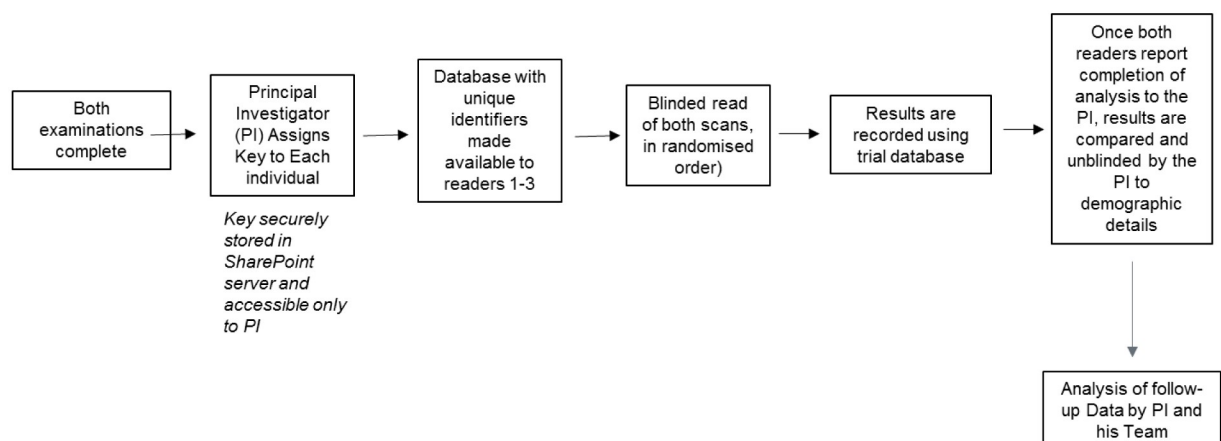 Both
examinations
complete
Principal
Investigator
(PI) Assigns
Key to Each
individual
Key securely
stored in
SharePoint
server and
accessible only
to PI
Database with
unique
identifiers
made
available to
readers 1-3
Blinded read
of both scans,
in randomised
order)
Results are
recorded using
trial database
Once both
readers report
completion of
analysis to the
PI, results are
compared and
unblinded by the
PI to
demographic
details
Analysis of follow-
up Data by PI and
his Team